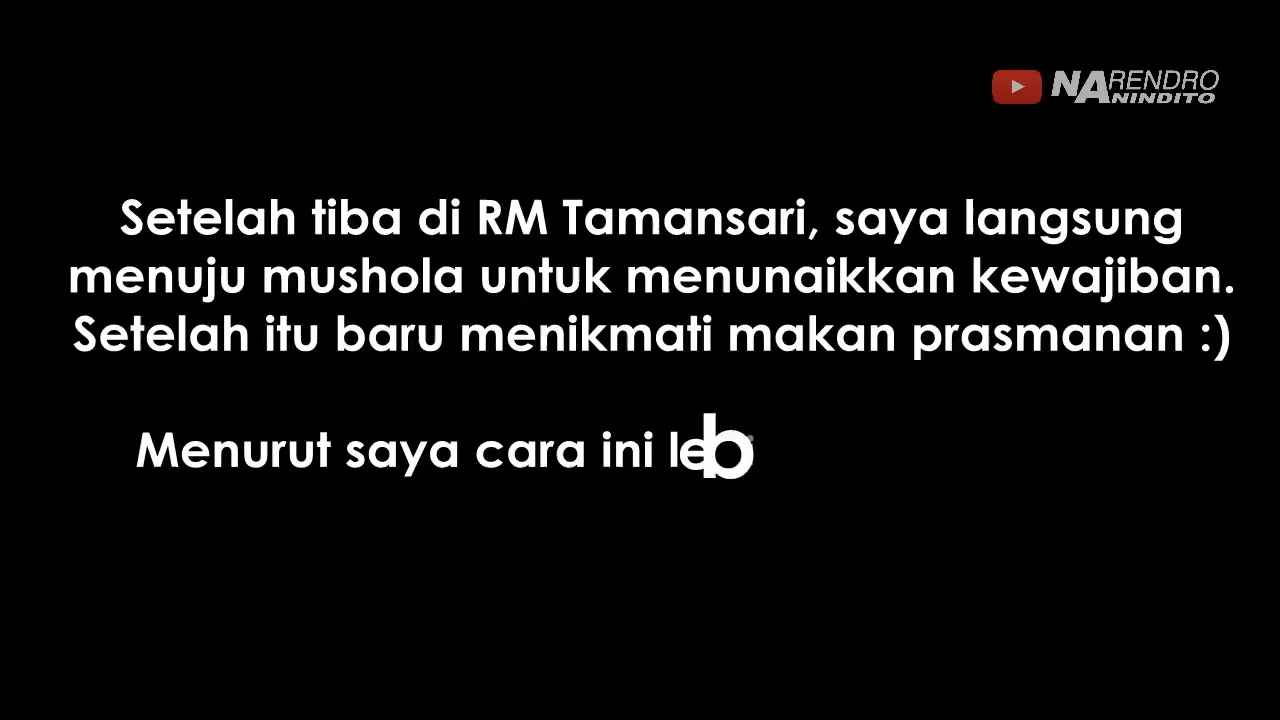 NARENDRO
ANINDITO
Setelah tiba di RM Tamansari, saya langsung
menuju mushola untuk menunaikkan kewajiban.
Setelah itu baru menikmati makan prasmanan :)
Menurut saya cara ini leb